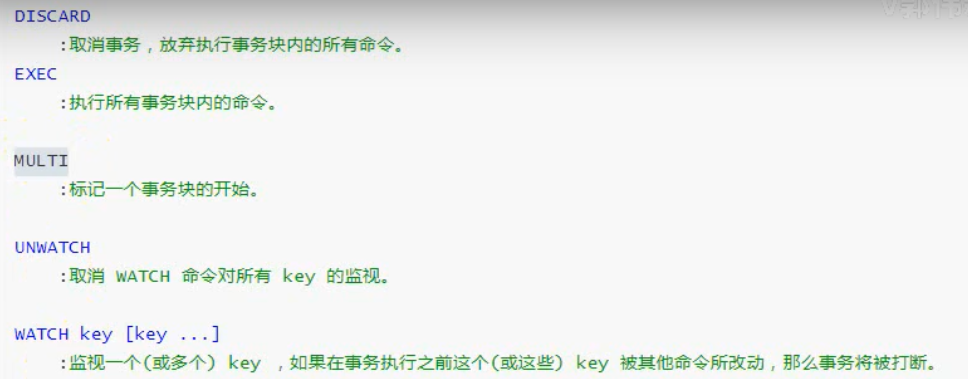 DISCARD
:取消事务，放弃执行事务块内的所有命令。
EXEC
:执行所有事务块内的命令。
MULTI
:标记一个事务块的开始。
UNWATCH
:取消 WATCH 命令对所有 key 的监视。
WATCH key [key ...]
:监视一个(或多个) key ，如果在事务执行之前这个(或这些) key 被其他命令所改动，那么事务将被打断。